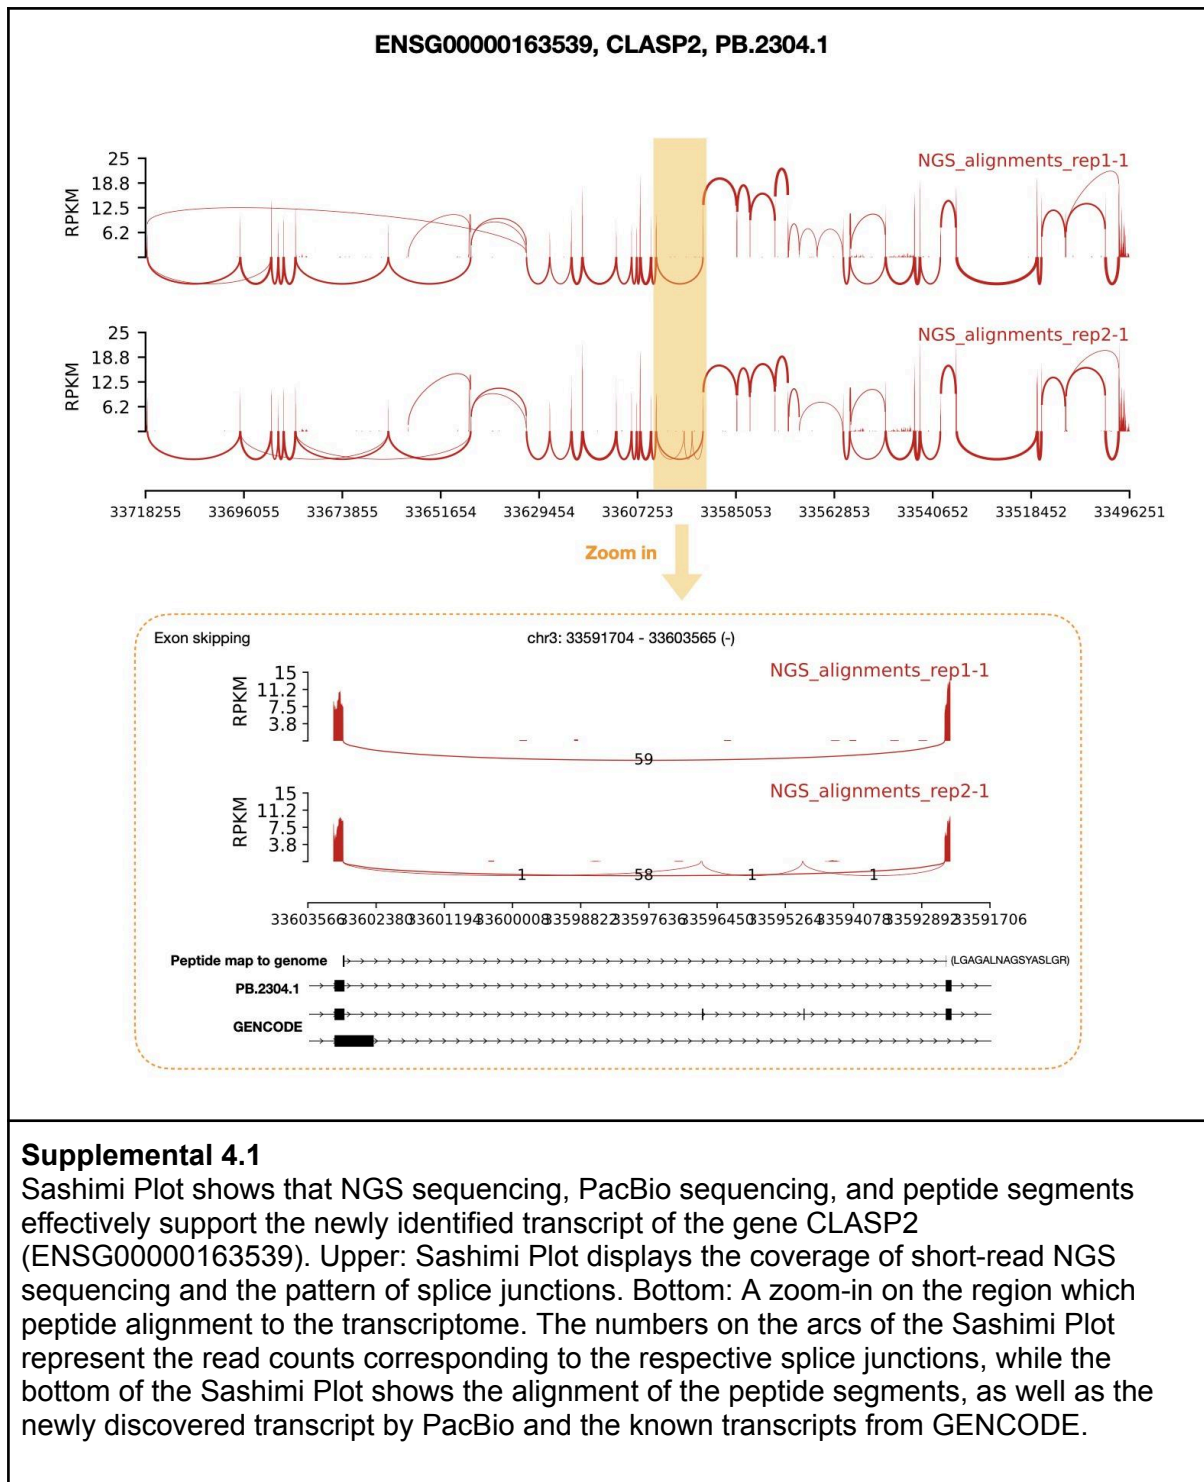 ENSG00000163539, CLASP2, PB.2304.1
NGS_alignments_rep1-1
25
18.8
12.5
6.2
RPKM
NGS_alignments_rep2-1
25
18.8
12.5
6.2
RPKM
33718255 33696055 33673855 33651654 33629454 33607253 33585053 33562853 33540652 33518452 33496251
Zoom in
Exon skipping chr3: 33591704 - 33603565 (-)
NGS_alignments_rep1-1
15
11.2
7.5
3.8
RPKM
59
NGS_alignments_rep2-1
15
11.2
7.5
3.8
RPKM
1 58 1 1
33603566 33602380 33601194 33600008 33598822 33597636 33596450 33595264 33594078 33592892 33591706
Peptide map to genome (LGAGALNAGSYASLGR)
PB.2304.1
GENCODE
Supplemental 4.1
Sashimi Plot shows that NGS sequencing, PacBio sequencing, and peptide segments
effectively support the newly identified transcript of the gene CLASP2
(ENSG00000163539). Upper: Sashimi Plot displays the coverage of short-read NGS
sequencing and the pattern of splice junctions. Bottom: A zoom-in on the region which
peptide alignment to the transcriptome. The numbers on the arcs of the Sashimi Plot
represent the read counts corresponding to the respective splice junctions, while the
bottom of the Sashimi Plot shows the alignment of the peptide segments, as well as the
newly discovered transcript by PacBio and the known transcripts from GENCODE.